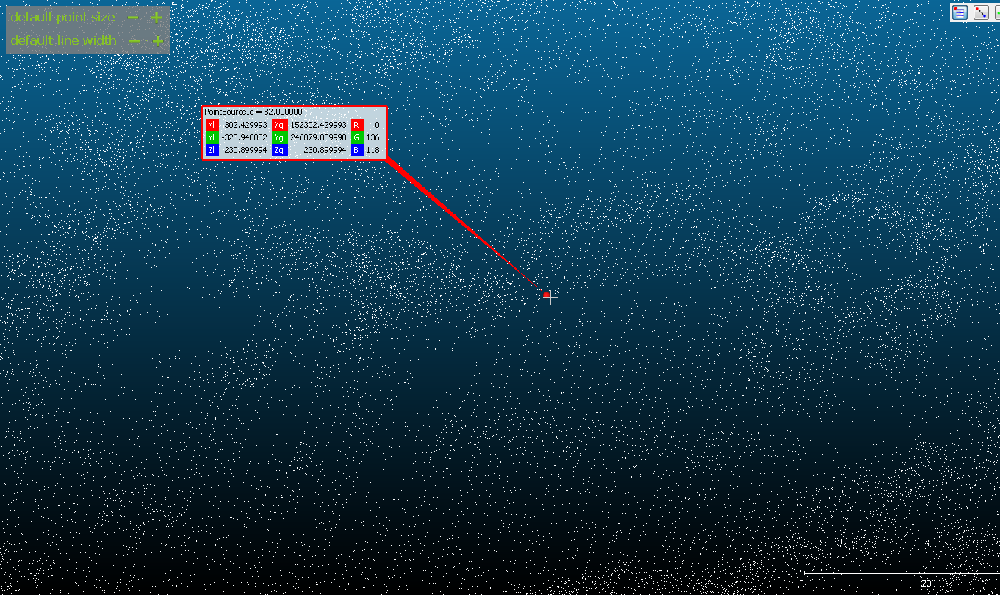 default point size - +
default line width - +
PointSourceId = 82.000000
Xl 302.429993 Xg 152302.429993 R 0
Yl -320.940002 Yg 246079.059998 G 136
Zl 230.899994 Zg 230.899994 B 118
20